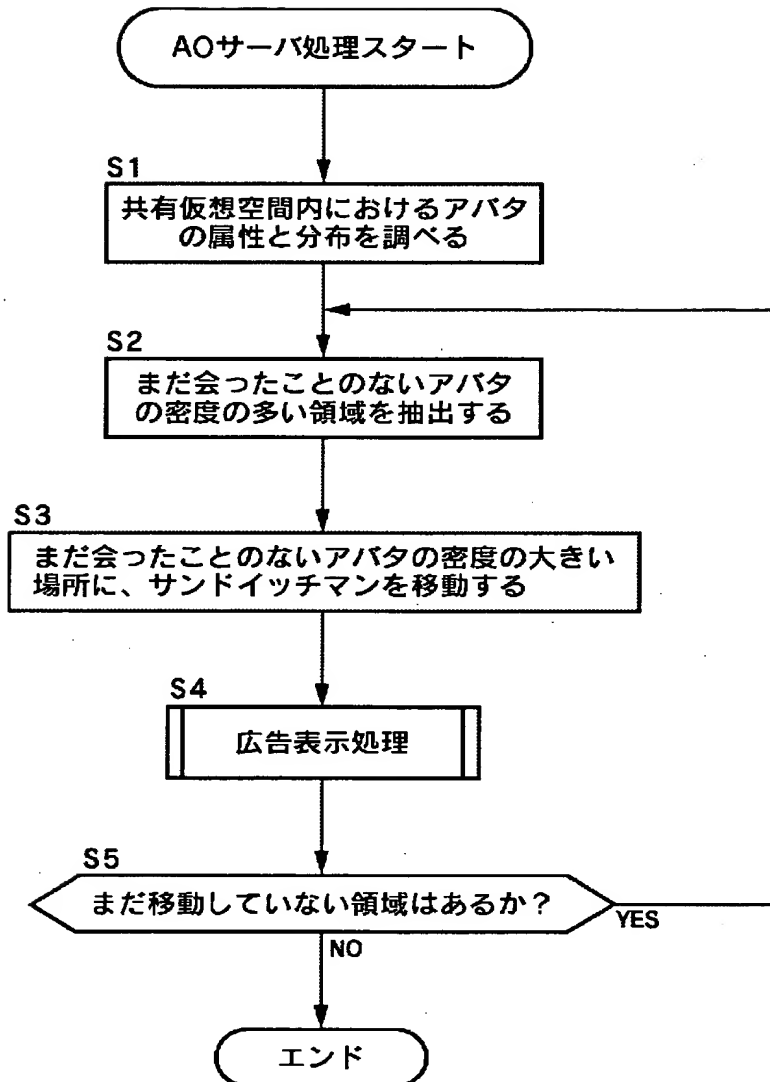 AOサーバ処理スタート
S1
共有仮想空間内におけるアバタ
の属性と分布を調べる
S2
まだ会ったことのないアバタ
の密度の多い領域を抽出する
S3
まだ会ったことのないアバタの密度の大きい
場所に、サンドイッチマンを移動する
S4
広告表示処理
S5
まだ移動していない領域はあるか？
YES
NO
エンド